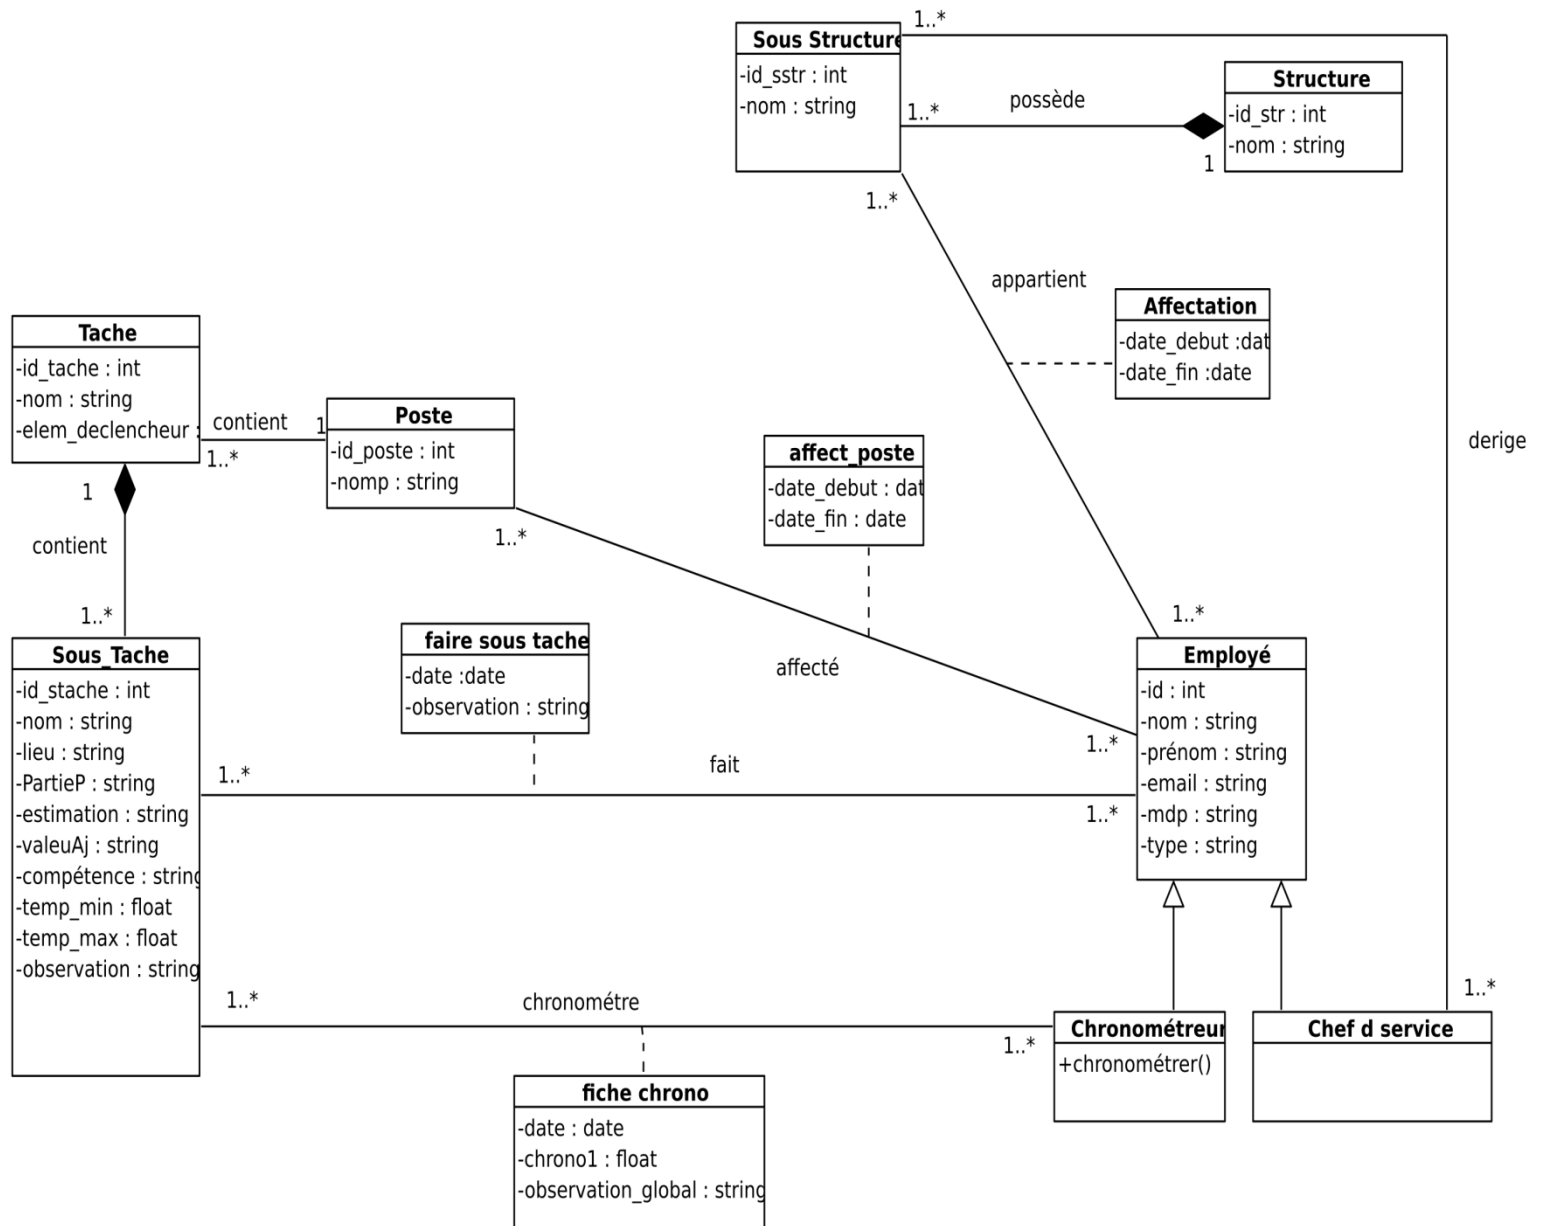 1..*
Sous Structure
-id_sstr : int
-nom : string
1..*
possède
1
Structure
-id_str : int
-nom : string
1..*
appartient
Affectation
-date_debut :dat
-date_fin :date
derige
Tache
-id_tache : int
-nom : string
-elem_declencheur :
contient
1
1..*
Poste
-id_poste : int
-nomp : string
1..*
affect_poste
-date_debut : dat
-date_fin : date
1
contient
1..*
1..*
faire sous tache
-date :date
-observation : string
affecté
1..*
Sous_Tache
-id_stache : int
-nom : string
-lieu : string
-PartieP : string
-estimation : string
-valeuAj : string
-compétence : string
-temp_min : float
-temp_max : float
-observation : string
1..*
fait
1..*
Employé
-id : int
-nom : string
-prénom : string
-email : string
-mdp : string
-type : string
1..*
chronométre
1..*
1..*
Chronométreur
+chronométrer()
Chef d service
fiche chrono
-date : date
-chrono1 : float
-observation_global : string